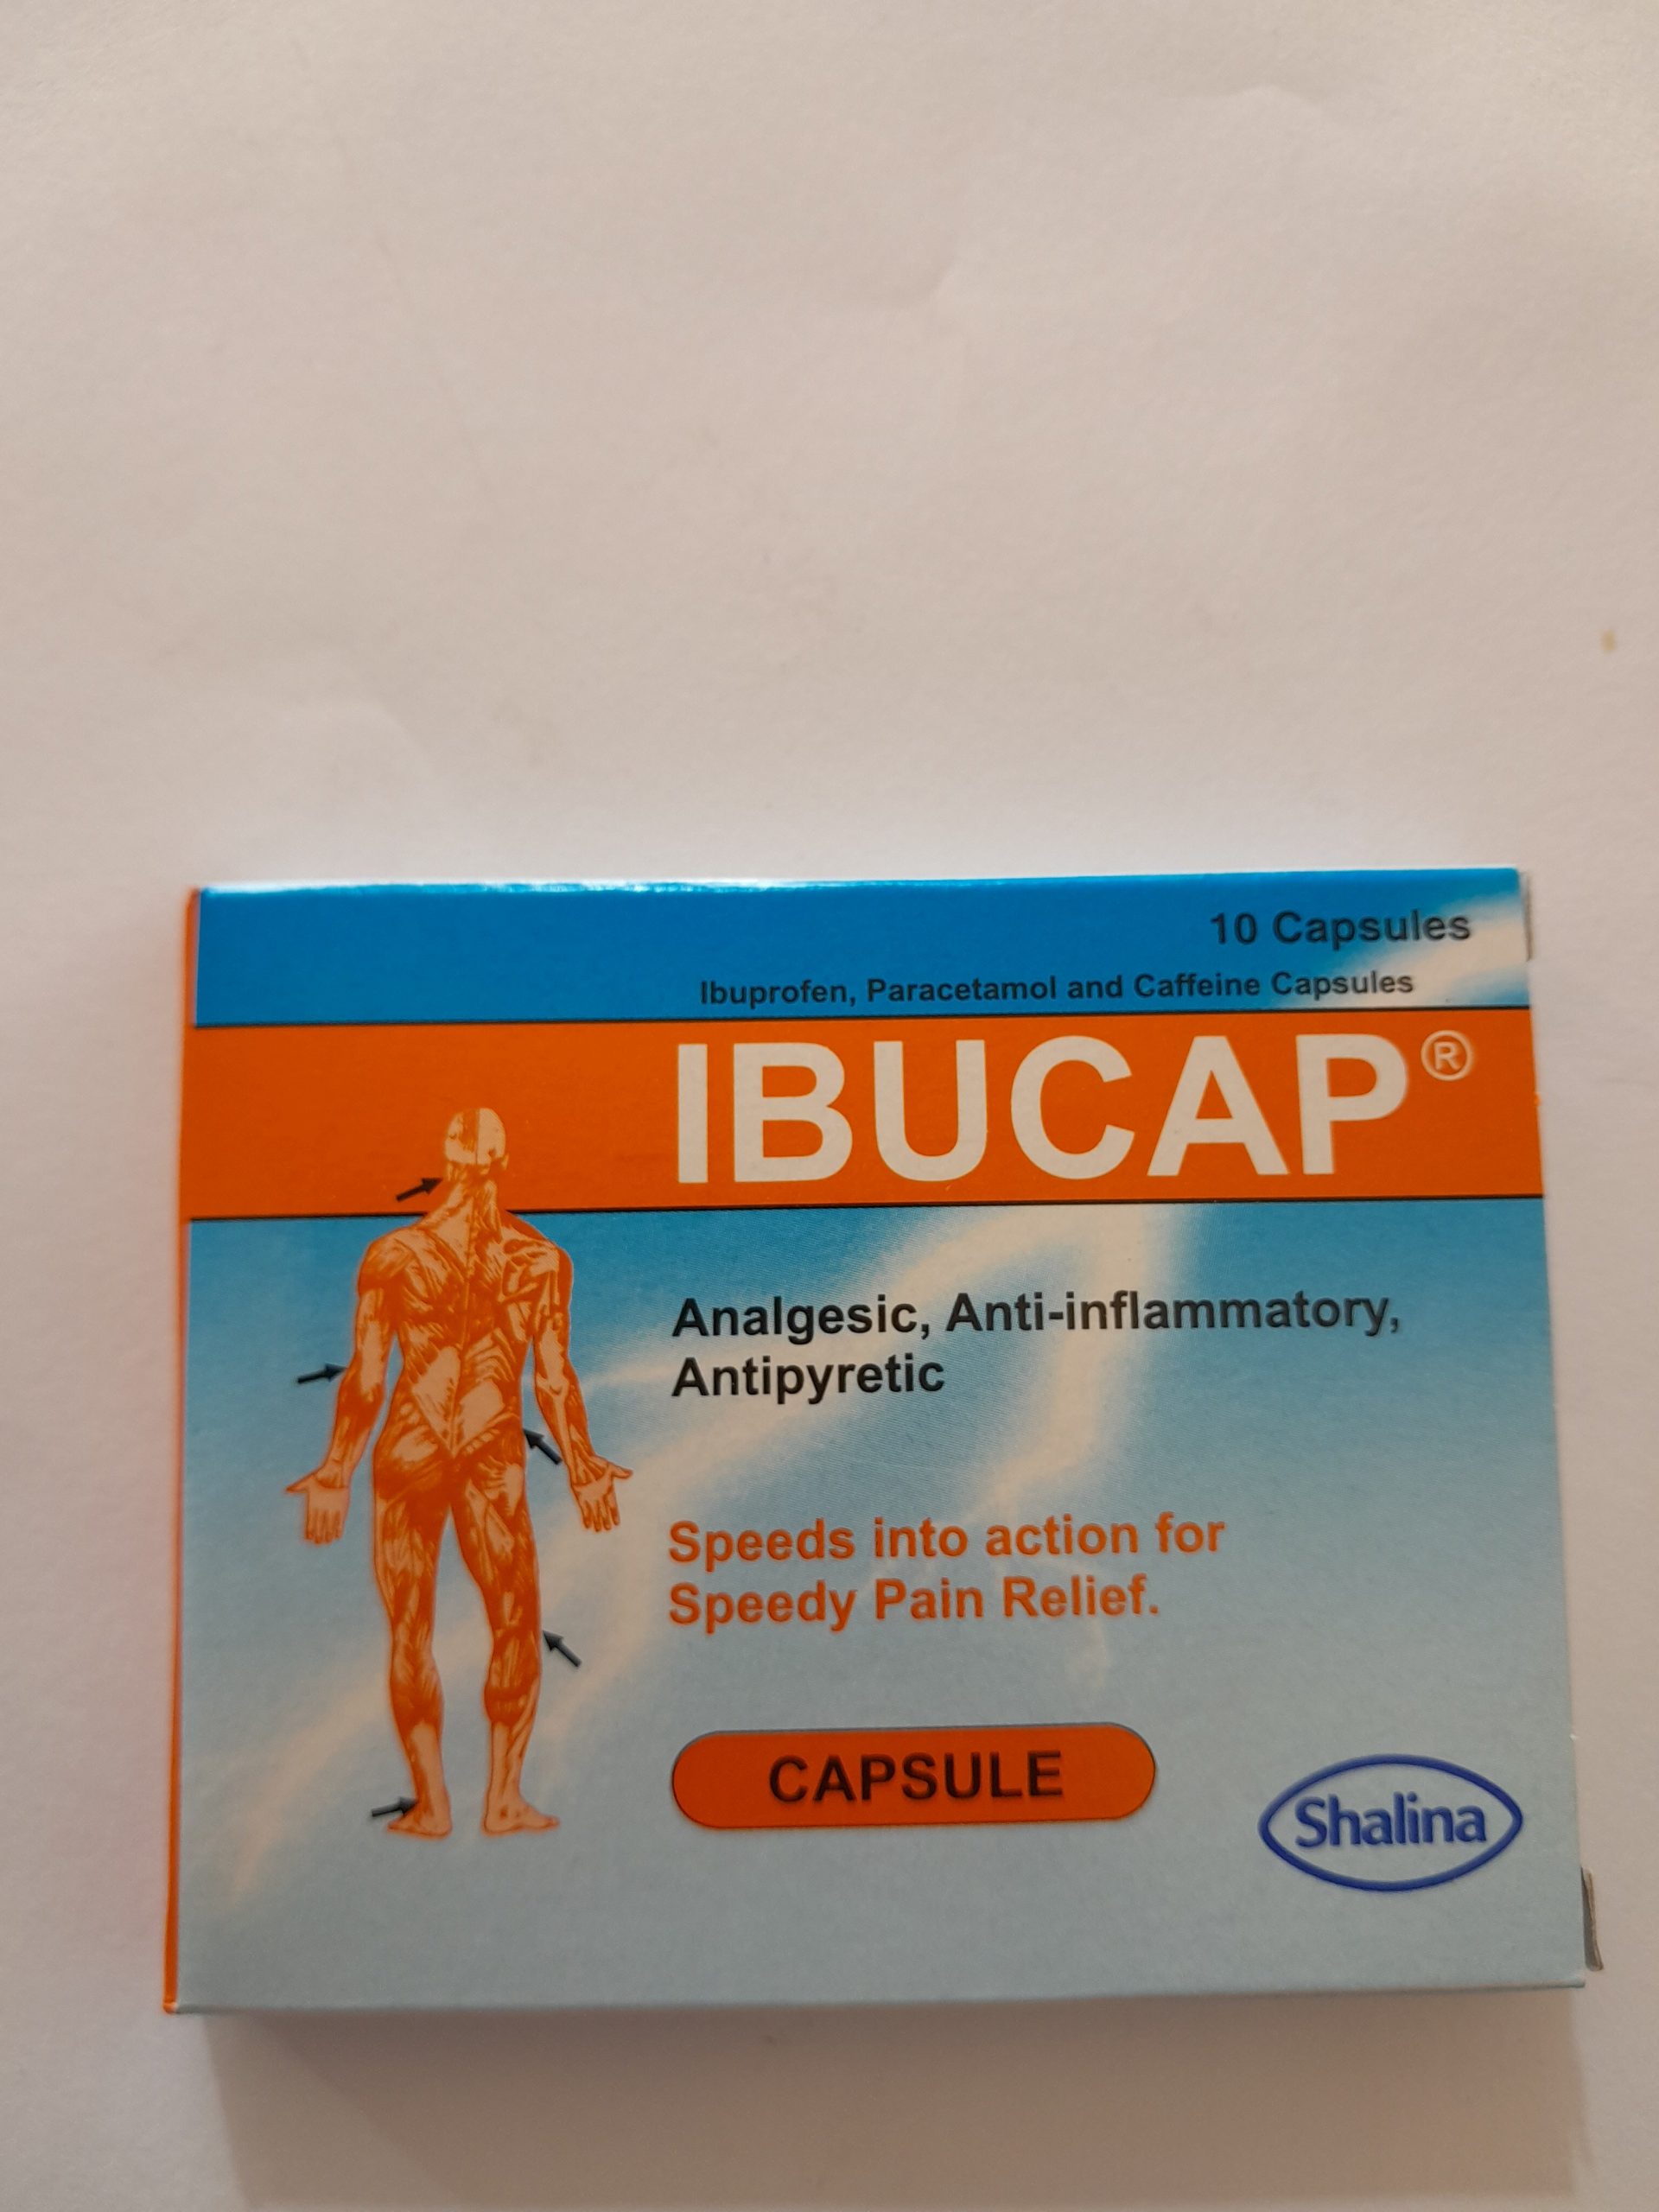 10 Capsules
Ibuprofen, Paracetamol and Caffeine Capsules
IBUCAP®
Analgesic, Anti-inflammatory,
Antipyretic
Speeds into action for
Speedy Pain Relief.
CAPSULE
Shalina